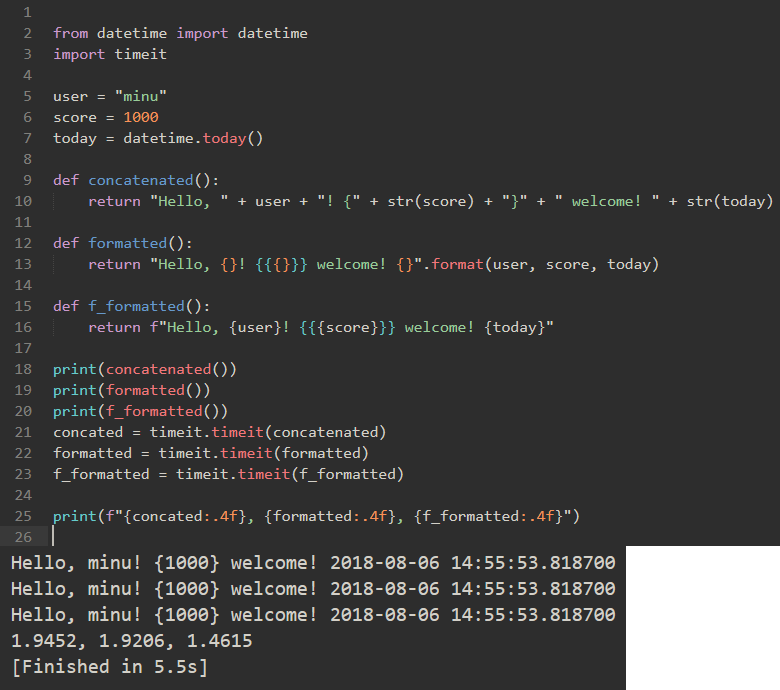 1
2 from datetime import datetime
3 import timeit
4
5 user = "minu"
6 score = 1000
7 today = datetime.today()
8
9 def concatenated():
10     return "Hello, " + user + "! {" + str(score) + "}" + " welcome! " + str(today)
11
12 def formatted():
13     return "Hello, {}! {{{}}} welcome! {}".format(user, score, today)
14
15 def f_formatted():
16     return f"Hello, {user}! {{{score}}} welcome! {today}"
17
18 print(concatenated())
19 print(formatted())
20 print(f_formatted())
21 concated = timeit.timeit(concatenated)
22 formatted = timeit.timeit(formatted)
23 f_formatted = timeit.timeit(f_formatted)
24
25 print(f"{concated:.4f}, {formatted:.4f}, {f_formatted:.4f}")
26
Hello, minu! {1000} welcome! 2018-08-06 14:55:53.818700
Hello, minu! {1000} welcome! 2018-08-06 14:55:53.818700
Hello, minu! {1000} welcome! 2018-08-06 14:55:53.818700
1.9452, 1.9206, 1.4615
[Finished in 5.5s]